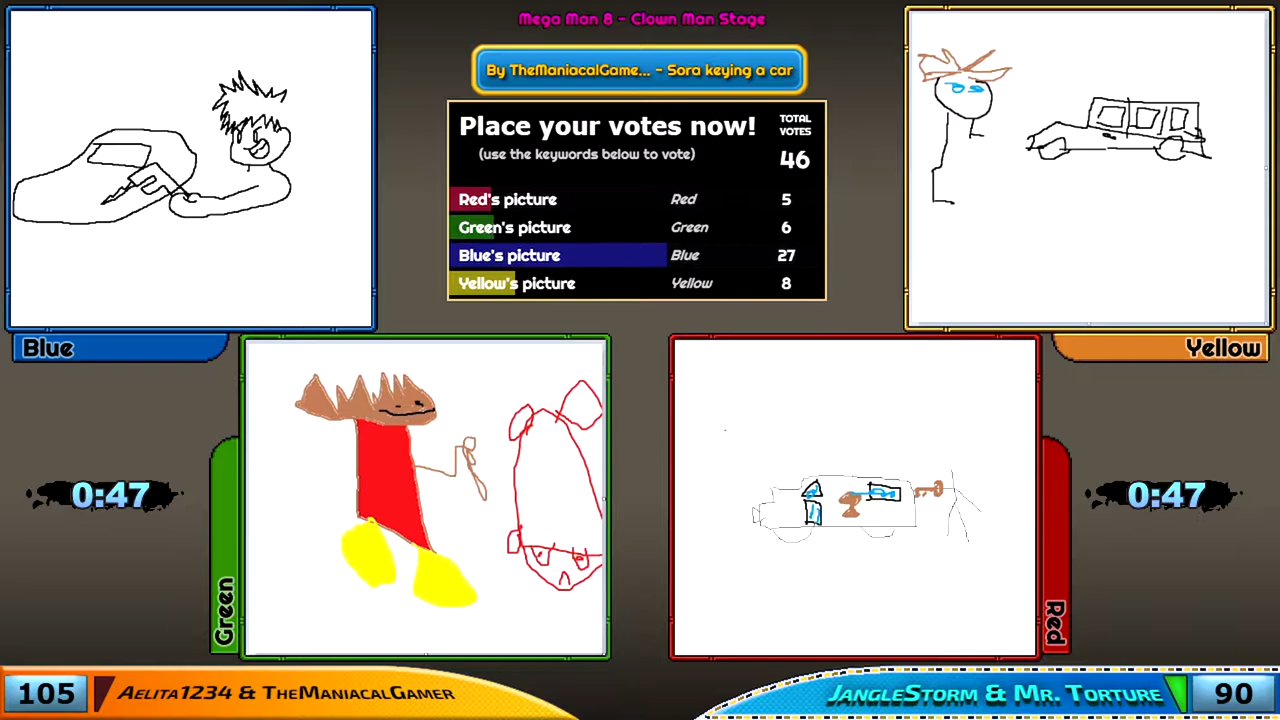 Mega Man 8 - Clown Man Stage
By TheManiacalGame... - Sora keying a car
Place your votes now!
(use the keywords below to vote)
TOTAL
VOTES
46
Red's picture Red 5
Green's picture Green 6
Blue's picture Blue 27
Yellow's picture Yellow 8
Blue
Yellow
0:47
0:47
Green
Red
105
Aelita1234 & TheManiacalGamer
JangleStorm & Mr. Torture
90